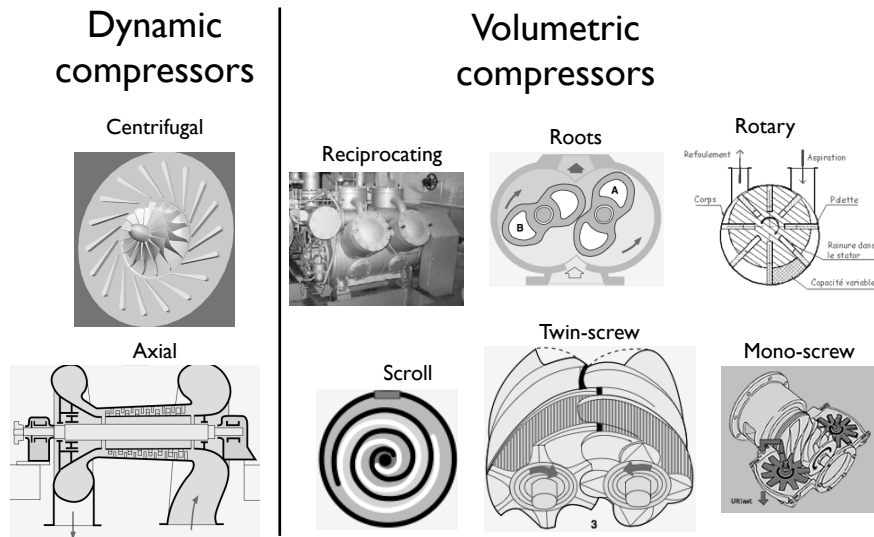 Dynamic
compressors
Volumetric
compressors
Centrifugal
Reciprocating
Roots
A
B
Rotary
Refoulement
Aspiration
Corps
Palette
Rainure dans
le stator
Capacité variable
Axial
Scroll
Twin-screw
3
Mono-screw
Uitlaat